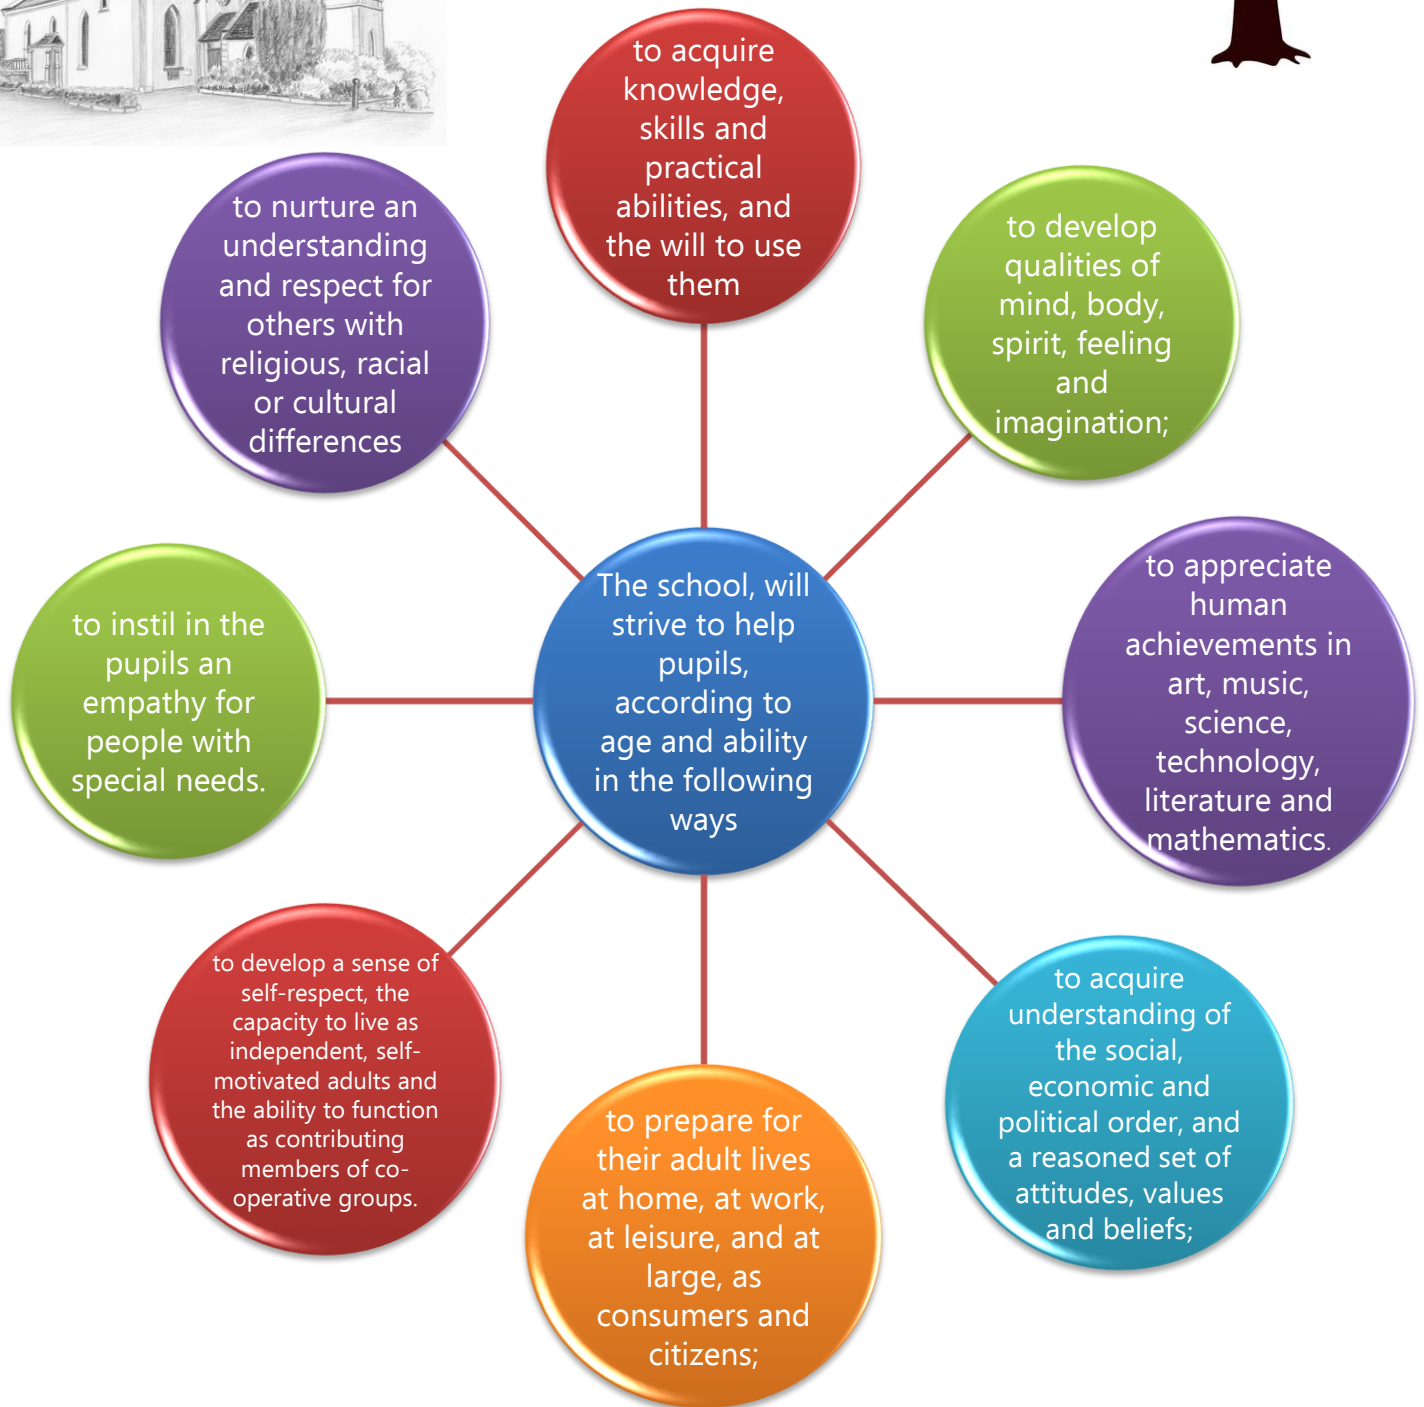 The school, will
strive to help
pupils,
according to
age and ability
in the following
ways
to acquire
knowledge,
skills and
practical
abilities, and
the will to use
them
to develop
qualities of
mind, body,
spirit, feeling
and
imagination;
to appreciate
human
achievements in
art, music,
science,
technology,
literature and
mathematics.
to acquire
understanding of
the social,
economic and
political order, and
a reasoned set of
attitudes, values
and beliefs;
to prepare for
their adult lives
at home, at work,
at leisure, and at
large, as
consumers and
citizens;
to develop a sense of
self-respect, the
capacity to live as
independent, self-
motivated adults and
the ability to function
as contributing
members of co-
operative groups.
to instil in the
pupils an
empathy for
people with
special needs.
to nurture an
understanding
and respect for
others with
religious, racial
or cultural
differences